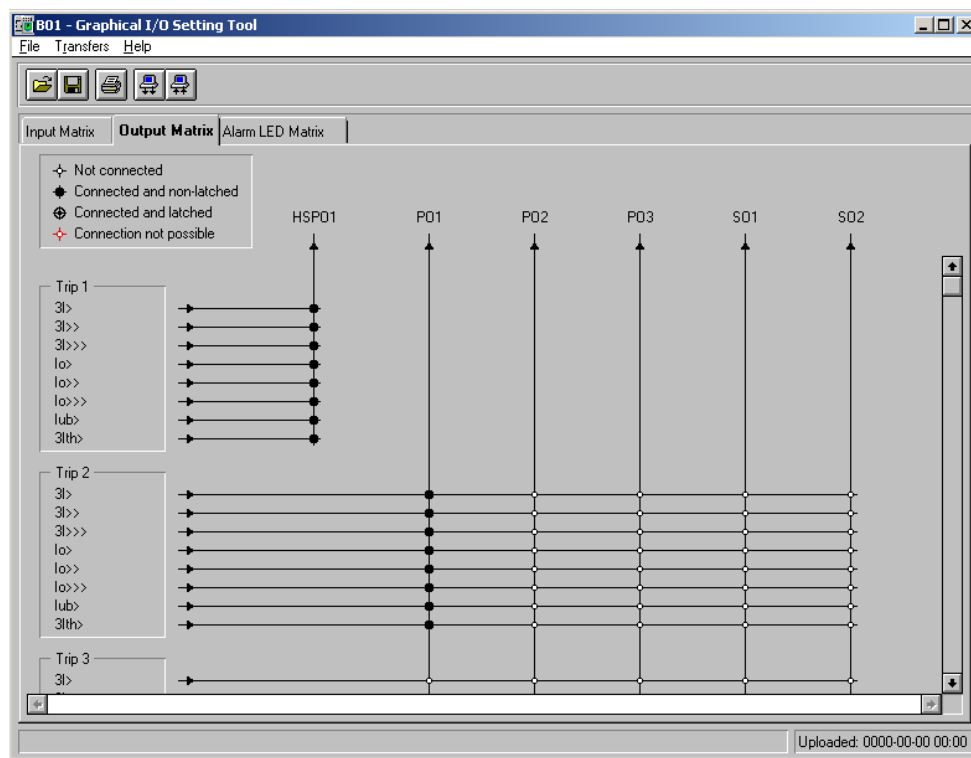 B01 - Graphical I/O Setting Tool
File Transfers Help
Input Matrix Output Matrix Alarm LED Matrix
Not connected
Connected and non-latched
Connected and latched
Connection not possible
HSPO1 PO1 PO2 PO3 SO1 SO2
Trip 1
3I>
3I>>
3I>>>
Io>
Io>>
Io>>>
Iub>
3Ith>
Trip 2
3I>
3I>>
3I>>>
Io>
Io>>
Io>>>
Iub>
3Ith>
Trip 3
3I>
Uploaded: 0000-00-00 00:00